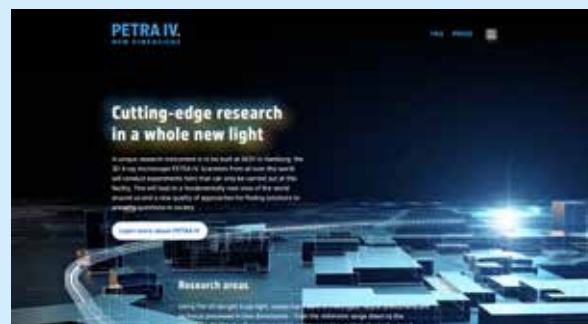 PETRA IV.
NEW DIMENSIONS
FAQ PRESS
Cutting-edge research
in a whole new light
A unique research instrument is to be built at DESY in Hamburg: the
3D X-ray microscope PETRA IV. Scientists from all over the world
will conduct experiments here that can only be carried out at this
facility. This will lead to a fundamentally new view of the world
around us and a new quality of approaches for finding solutions to
questions in society.
Learn more about PETRA IV
Research areas